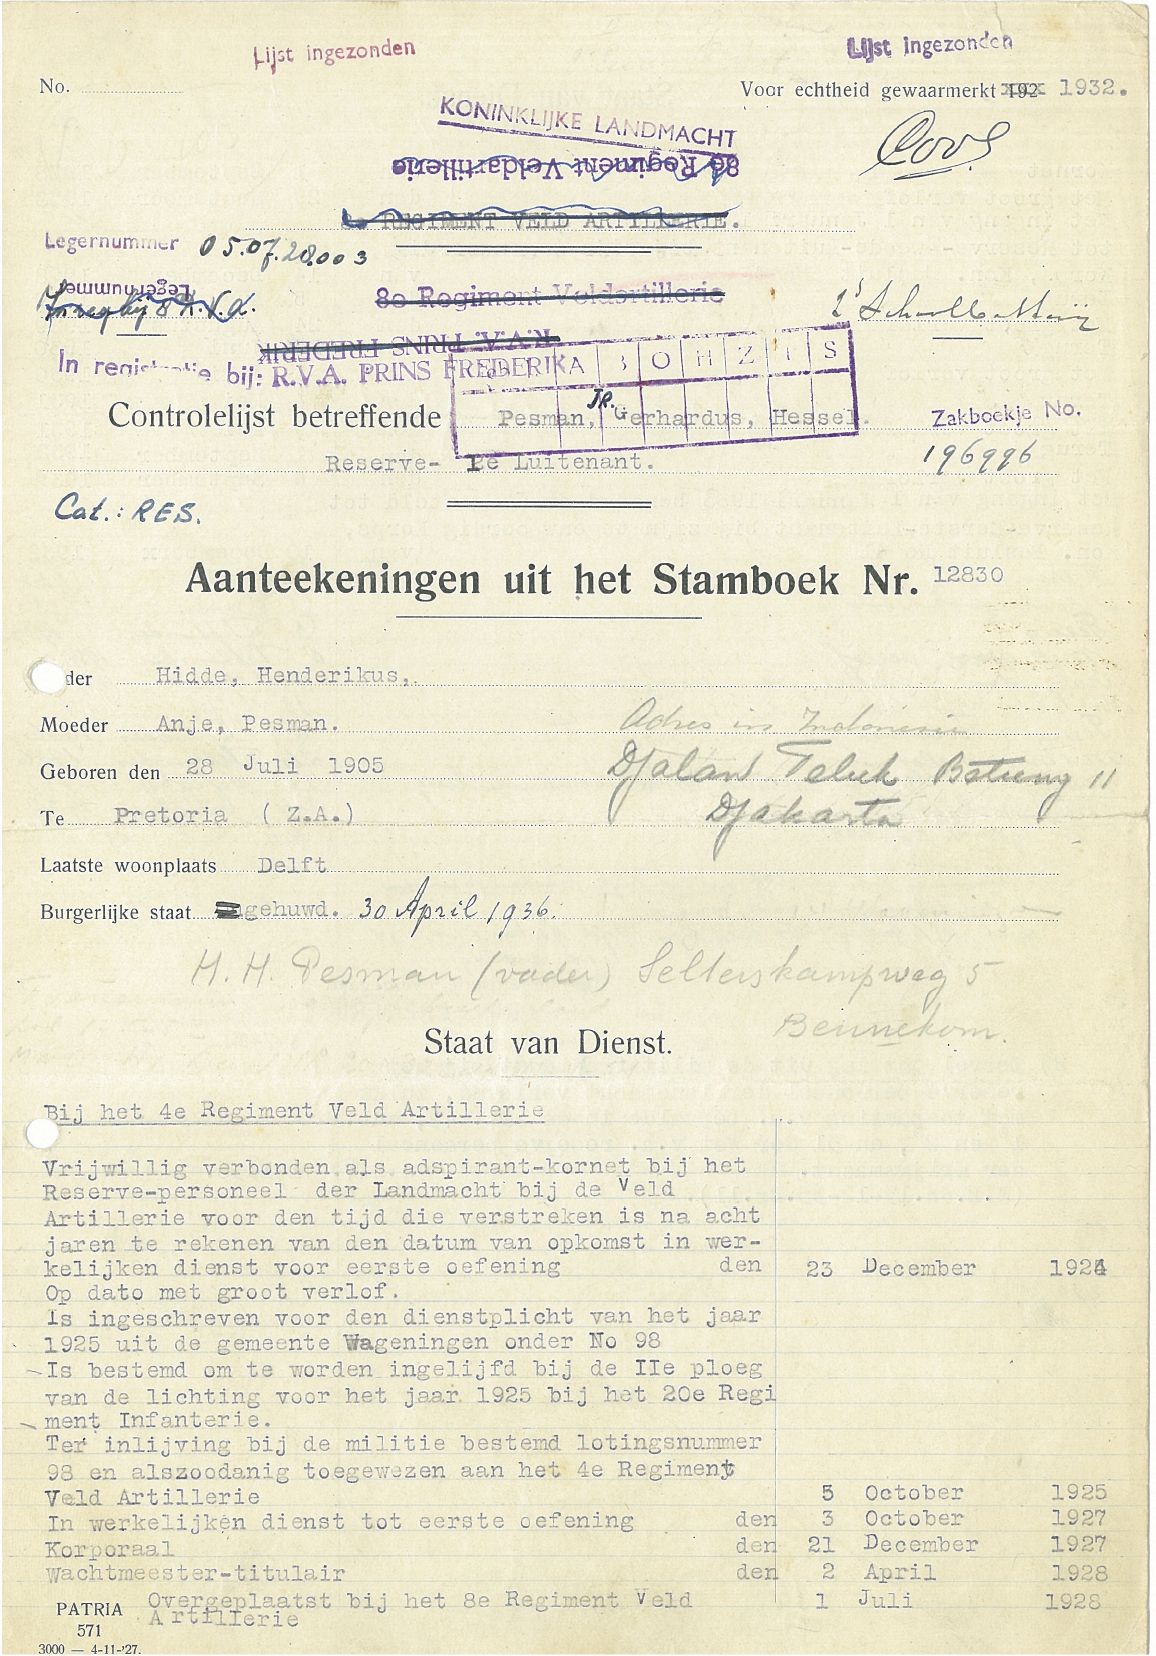 Lijst ingezonden
Lijst ingezonden
No.
Voor echtheid gewaarmerkt 192 1932.
KONINKLIJKE LANDMACHT
8e Regiment Veldartillerie
REGIMENT VELD ARTILLERIE.
Legernummer 05.07.28.003
Legernummer
8e Regiment Veldartillerie
R.V.A. PRINS FREDERIK
In registratie bij: R.V.A. PRINS FREDERIK
A B O H Z I S
Controlelijst betreffende Pesman, JR. Gerhardus, Hessel.
Zakboekje No.
Reserve- 1e Luitenant.
196996
Cat.: RES.
Aanteekeningen uit het Stamboek Nr. 12830
der Hidde, Henderikus,
Moeder Anje, Pesman.
Adres in Indonesia
Geboren den 28 Juli 1905
Djalan Teluk Betung 11
Te Pretoria (Z.A.)
Djakarta
Laatste woonplaats Delft
Burgerlijke staat gehuwd. 30 April 1936.
H. H. Pesman (vader) Selterskampweg 5
Bennekom.
Staat van Dienst.
Bij het 4e Regiment Veld Artillerie
Vrijwillig verbonden als adspirant-kornet bij het
Reserve-personeel der Landmacht bij de Veld
Artillerie voor den tijd die verstreken is na acht
jaren te rekenen van den datum van opkomst in wer-
kelijken dienst voor eerste oefening den 23 December 1924
Op dato met groot verlof.
Is ingeschreven voor den dienstplicht van het jaar
1925 uit de gemeente Wageningen onder No 98
Is bestemd om te worden ingelijfd bij de IIe ploeg
van de lichting voor het jaar 1925 bij het 20e Regi
ment Infanterie.
Ter inlijving bij de militie bestemd lotingsnummer
98 en alszoodanig toegewezen aan het 4e Regiment
Veld Artillerie 5 October 1925
In werkelijken dienst tot eerste oefening den 3 October 1927
Korporaal den 21 December 1927
Wachtmeester-titulair den 2 April 1928
Overgeplaatst bij het 8e Regiment Veld 1 Juli 1928
Artillerie
PATRIA
571
3000 — 4-11-'27.